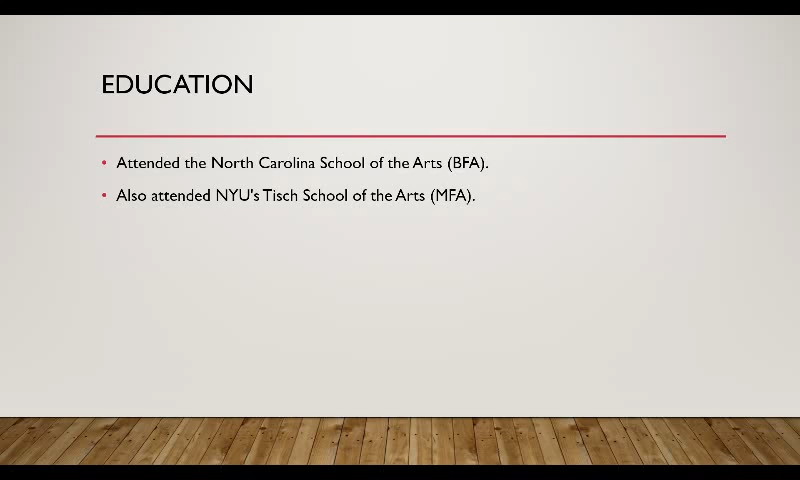 EDUCATION
• Attended the North Carolina School of the Arts (BFA).
• Also attended NYU's Tisch School of the Arts (MFA).